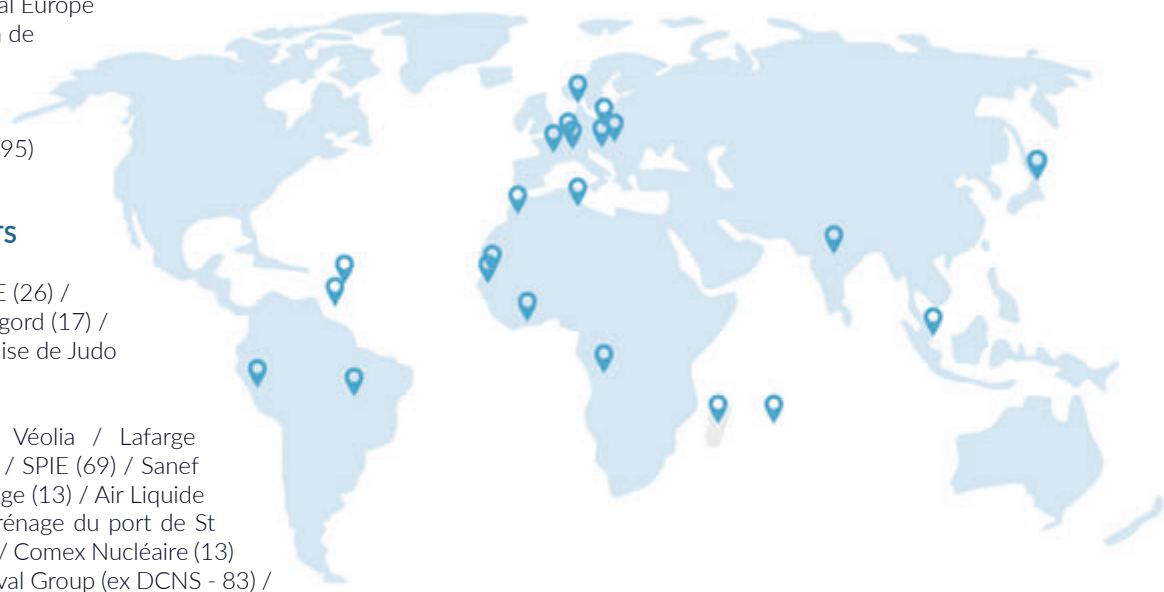 al Europe
de
95)
TS
E (26) /
gord (17) /
ise de Judo
Véolia / Lafarge
/ SPIE (69) / Sanef
ge (13) / Air Liquide
rénage du port de St
/ Comex Nucléaire (13)
val Group (ex DCNS - 83) /